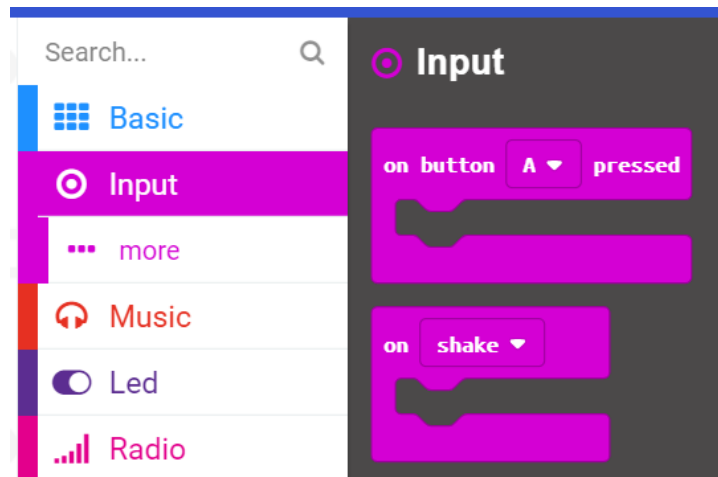 Search...
Basic
Input
more
Music
Led
Radio
Input
on button A pressed
on shake